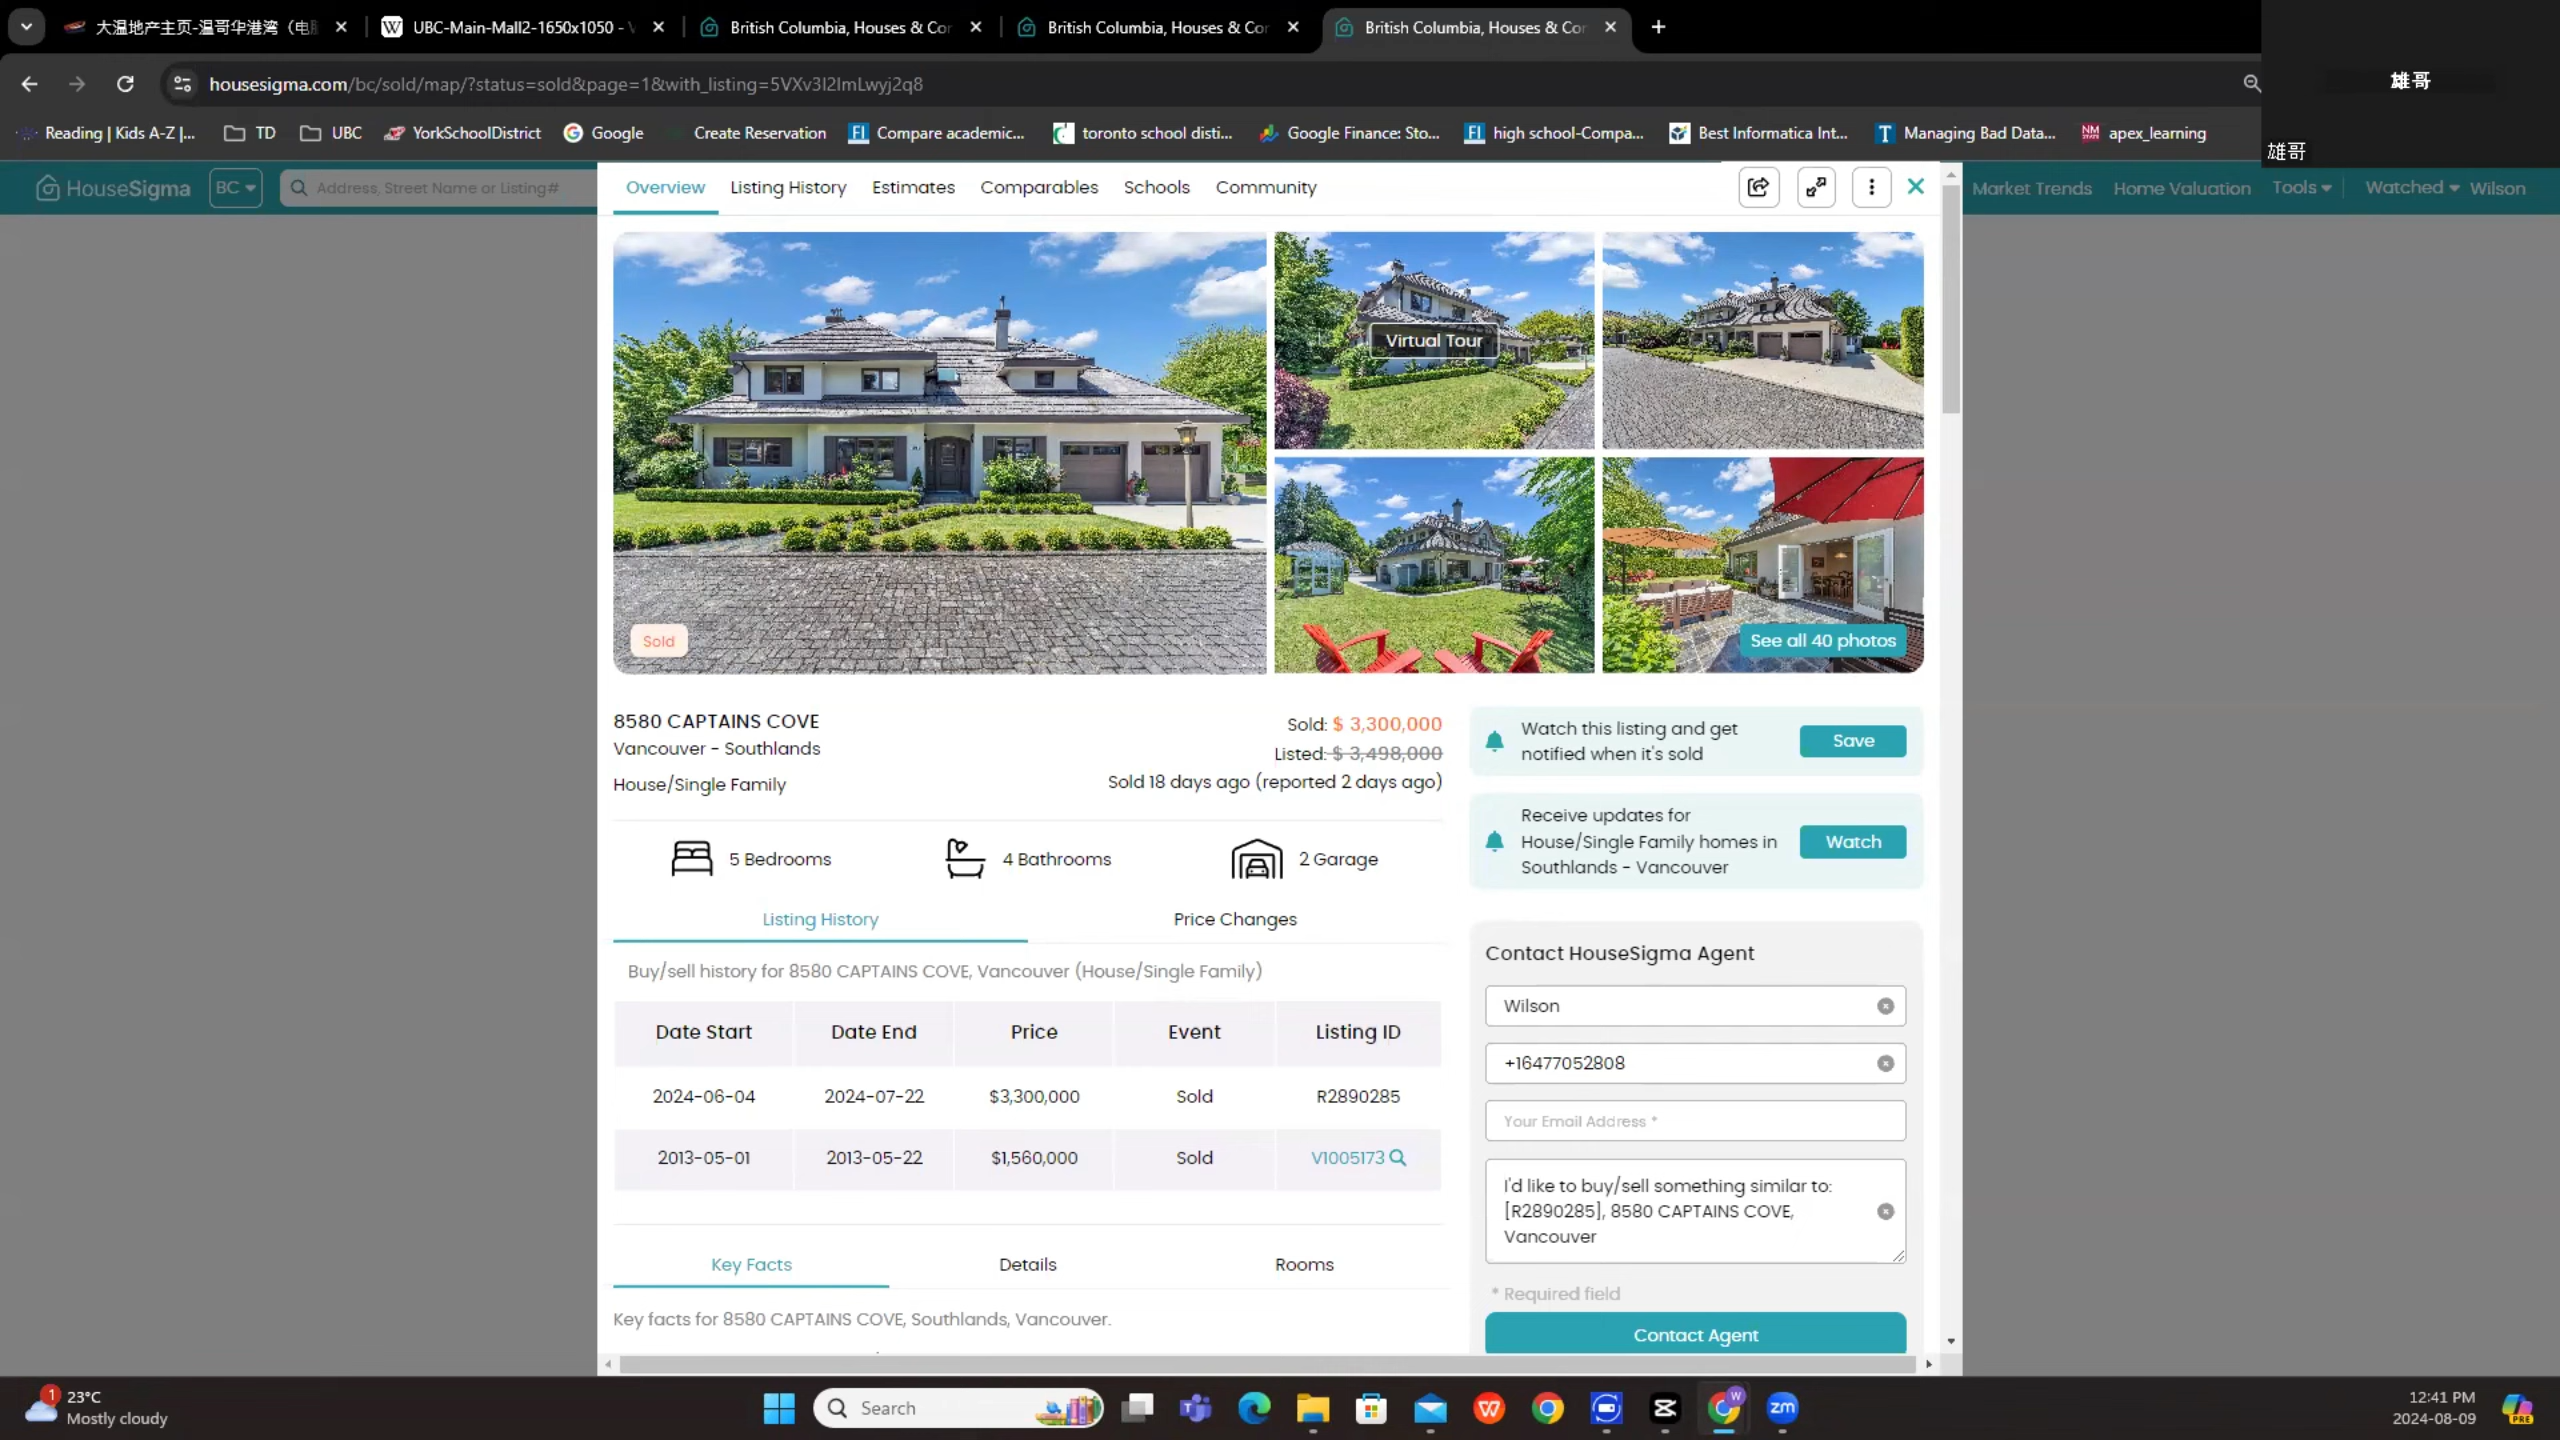 大温地产主页-温哥华港湾（电脑
UBC-Main-Mall2-1650x1050 -
British Columbia, Houses & Con
British Columbia, Houses & Con
British Columbia, Houses & Con
雄哥
housesigma.com/bc/sold/map/?status=sold&page=1&with_listing=5VXv3l2lmLwyj2q8
Reading | Kids A-Z |...
TD
UBC
YorkSchoolDistrict
Google
Create Reservation
Compare academic...
toronto school disti...
Google Finance: Sto...
high school-Compa...
Best Informatica Int...
Managing Bad Data...
apex_learning
雄哥
HouseSigma
BC
Address, Street Name or Listing#
Overview
Listing History
Estimates
Comparables
Schools
Community
Market Trends
Home Valuation
Tools
Watched
Wilson
Virtual Tour
Sold
See all 40 photos
8580 CAPTAINS COVE
Vancouver - Southlands
House/Single Family
Sold: $ 3,300,000
Listed: $ 3,498,000
Sold 18 days ago (reported 2 days ago)
Watch this listing and get
notified when it's sold
Save
Receive updates for
House/Single Family homes in
Southlands - Vancouver
Watch
5 Bedrooms
4 Bathrooms
2 Garage
Listing History
Price Changes
Buy/sell history for 8580 CAPTAINS COVE, Vancouver (House/Single Family)
Date Start Date End Price Event Listing ID
2024-06-04 2024-07-22 $3,300,000 Sold R2890285
2013-05-01 2013-05-22 $1,560,000 Sold V1005173
Key Facts
Details
Rooms
Key facts for 8580 CAPTAINS COVE, Southlands, Vancouver.
Contact HouseSigma Agent
Wilson
+16477052808
Your Email Address *
I'd like to buy/sell something similar to:
[R2890285], 8580 CAPTAINS COVE,
Vancouver
* Required field
Contact Agent
1
23°C
Mostly cloudy
Search
W
zm
12:41 PM
2024-08-09
PRE